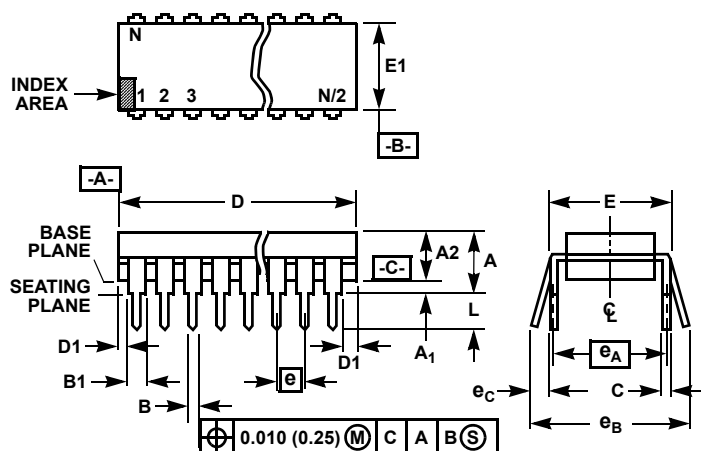 N
INDEX
AREA
1 2 3 N/2
E1
-B-
-A-
D
E
BASE
PLANE
A2 A
-C-
SEATING
PLANE
L
D1
A1
D1
B1
e
B
eA
eC
C
eB
⌖ 0.010 (0.25) Ⓜ C A B Ⓢ
℄